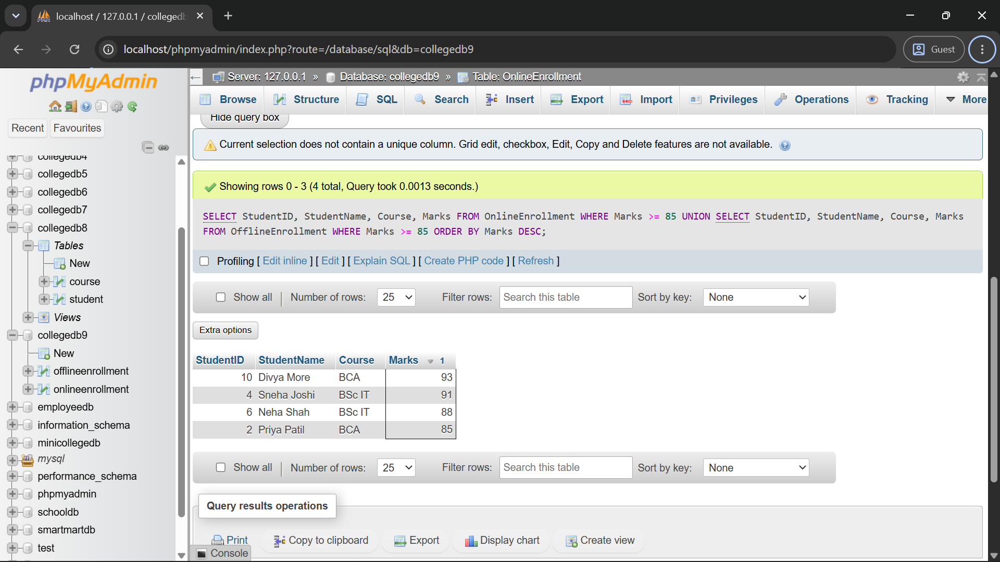 localhost / 127.0.0.1 / collegedb
localhost/phpmyadmin/index.php?route=/database/sql&db=collegedb9
Guest
phpMyAdmin
Recent Favourites
collegedb4
collegedb5
collegedb6
collegedb7
collegedb8
Tables
New
course
student
Views
collegedb9
New
offlineenrollment
onlineenrollment
employeedb
information_schema
minicollegedb
mysql
performance_schema
phpmyadmin
schooldb
smartmartdb
test
Server: 127.0.0.1 » Database: collegedb9 » Table: OnlineEnrollment
Browse Structure SQL Search Insert Export Import Privileges Operations Tracking More
Hide query box
Current selection does not contain a unique column. Grid edit, checkbox, Edit, Copy and Delete features are not available.
Showing rows 0 - 3 (4 total, Query took 0.0013 seconds.)
SELECT StudentID, StudentName, Course, Marks FROM OnlineEnrollment WHERE Marks >= 85 UNION SELECT StudentID, StudentName, Course, Marks
FROM OfflineEnrollment WHERE Marks >= 85 ORDER BY Marks DESC;
Profiling [ Edit inline ] [ Edit ] [ Explain SQL ] [ Create PHP code ] [ Refresh ]
Show all Number of rows: 25 Filter rows: Search this table Sort by key: None
Extra options
StudentID StudentName Course Marks 1
10 Divya More BCA 93
4 Sneha Joshi BSc IT 91
6 Neha Shah BSc IT 88
2 Priya Patil BCA 85
Show all Number of rows: 25 Filter rows: Search this table Sort by key: None
Query results operations
Print Copy to clipboard Export Display chart Create view
Console